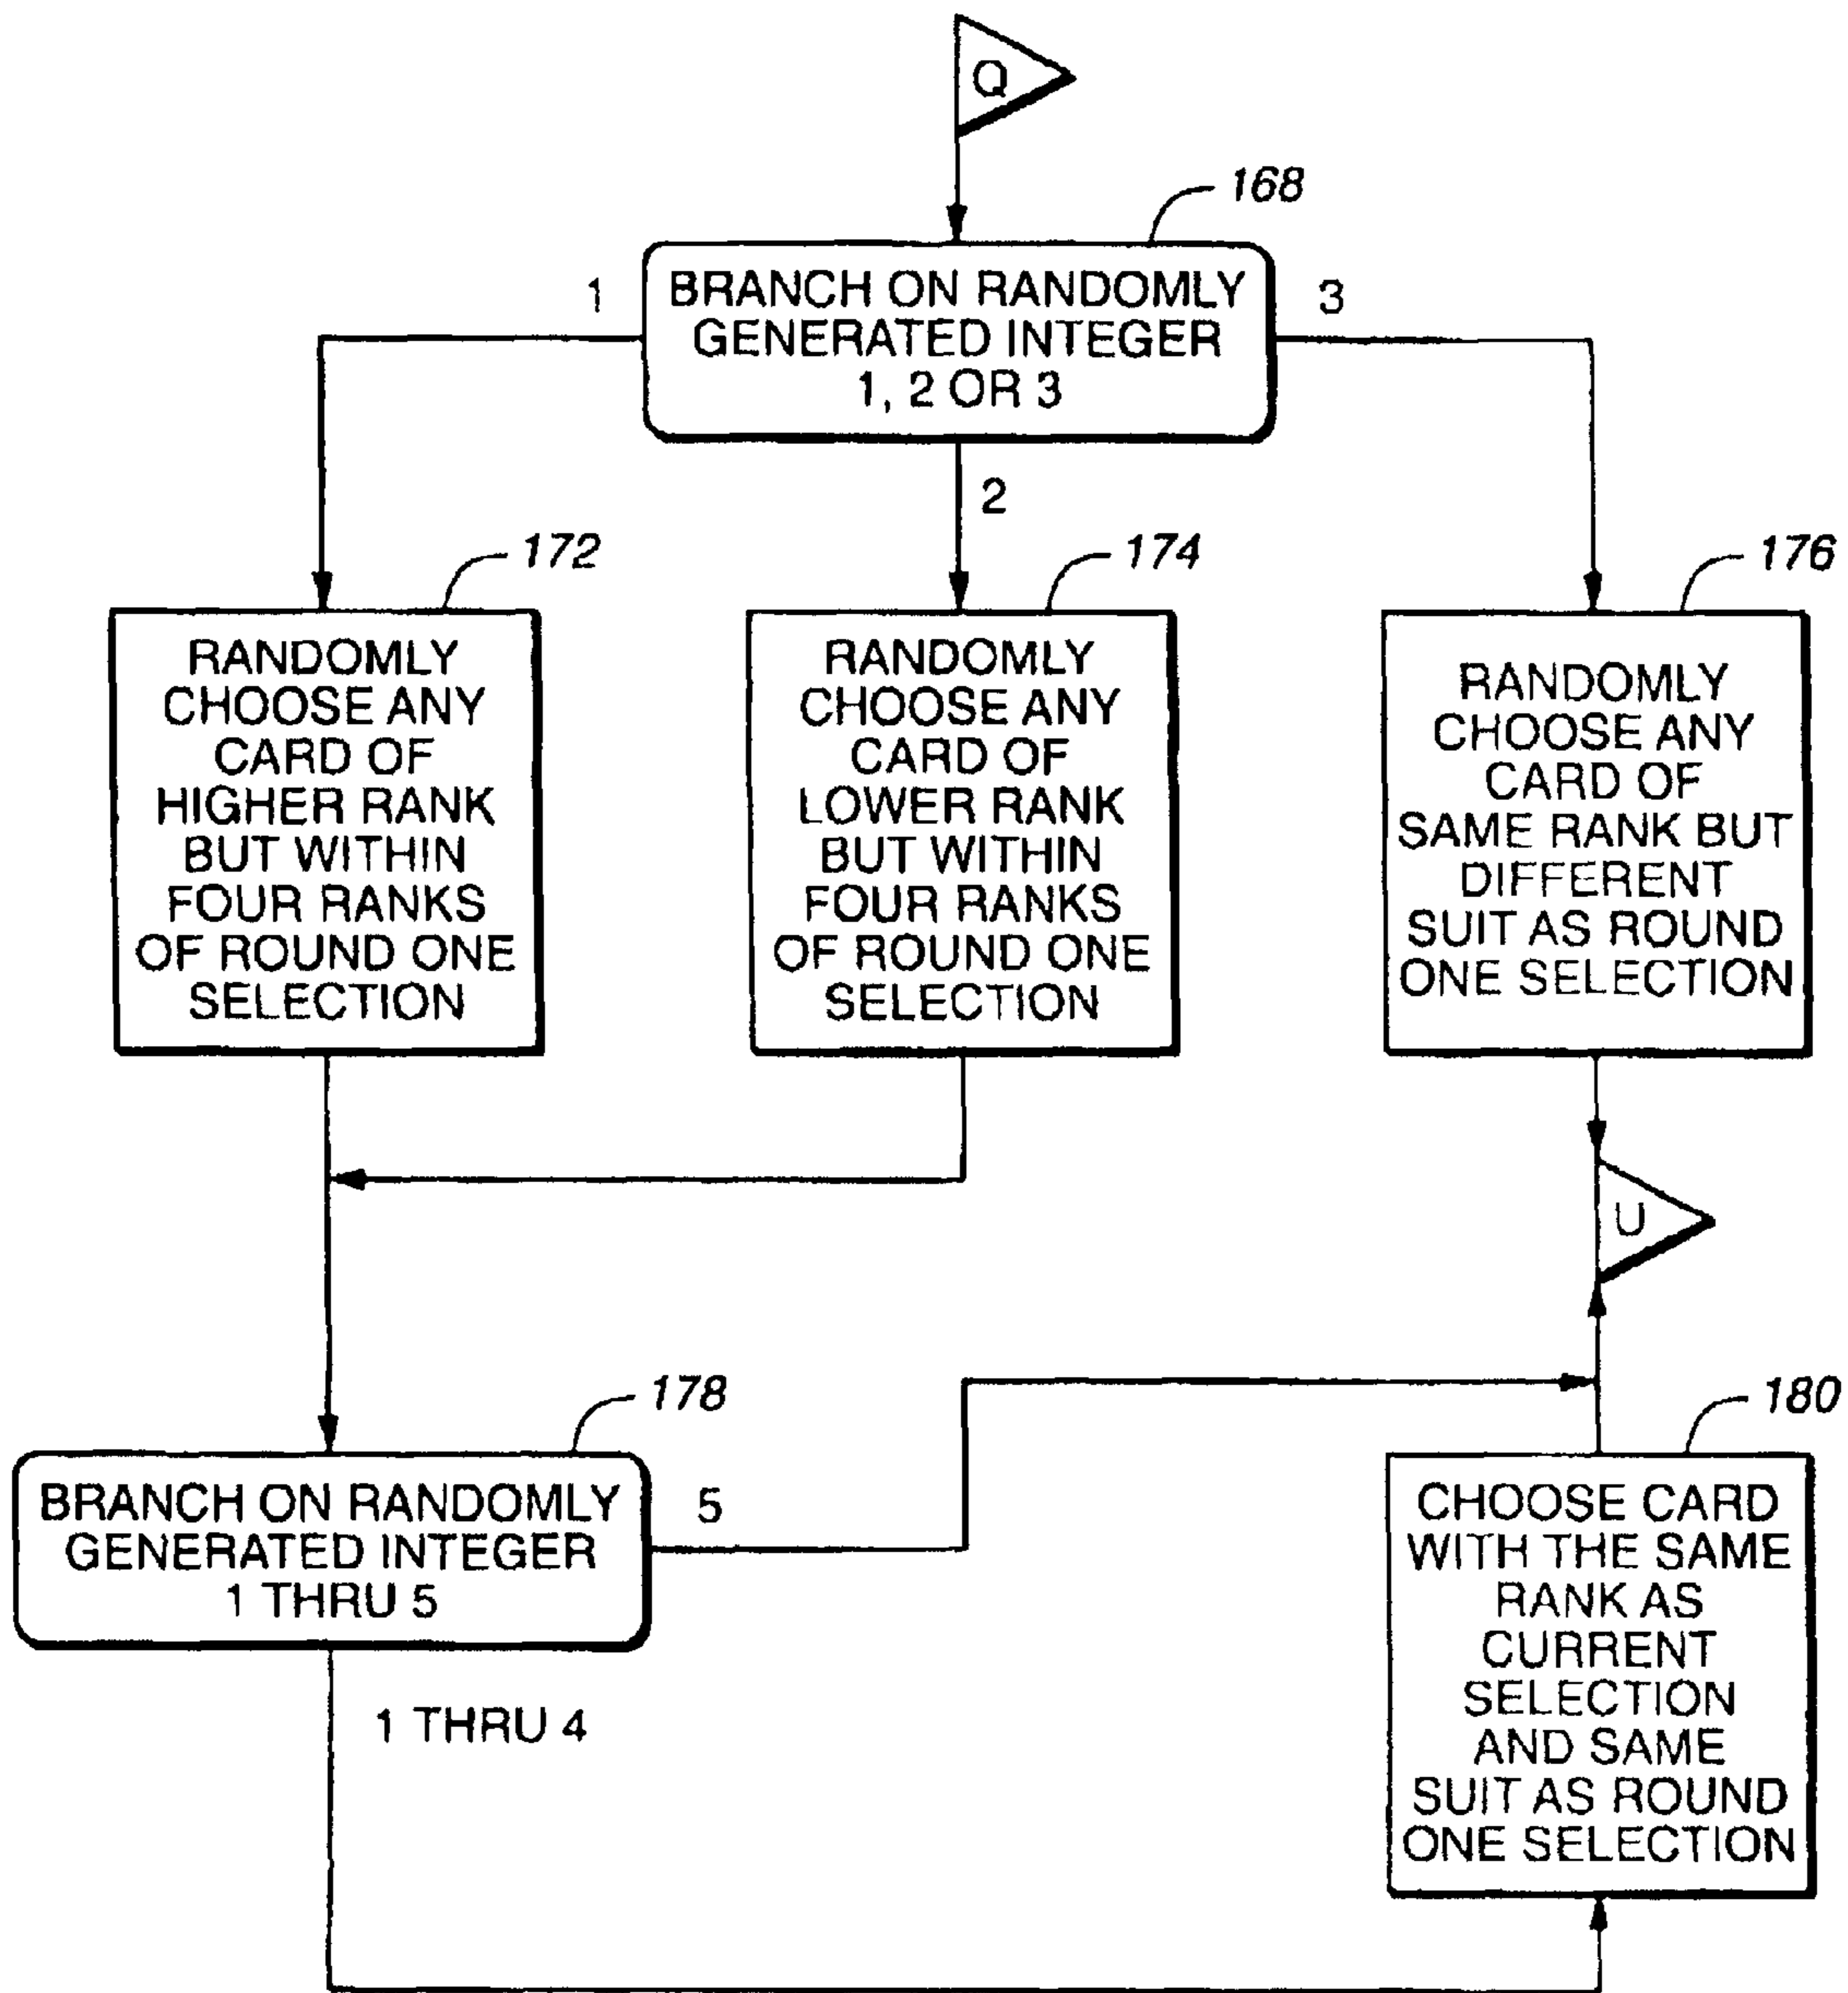 Q
168
1
BRANCH ON RANDOMLY
GENERATED INTEGER
1, 2 OR 3
3
2
172
RANDOMLY
CHOOSE ANY
CARD OF
HIGHER RANK
BUT WITHIN
FOUR RANKS
OF ROUND ONE
SELECTION
174
RANDOMLY
CHOOSE ANY
CARD OF
LOWER RANK
BUT WITHIN
FOUR RANKS
OF ROUND ONE
SELECTION
176
RANDOMLY
CHOOSE ANY
CARD OF
SAME RANK BUT
DIFFERENT
SUIT AS ROUND
ONE SELECTION
U
178
BRANCH ON RANDOMLY
GENERATED INTEGER
1 THRU 5
5
1 THRU 4
180
CHOOSE CARD
WITH THE SAME
RANK AS
CURRENT
SELECTION
AND SAME
SUIT AS ROUND
ONE SELECTION